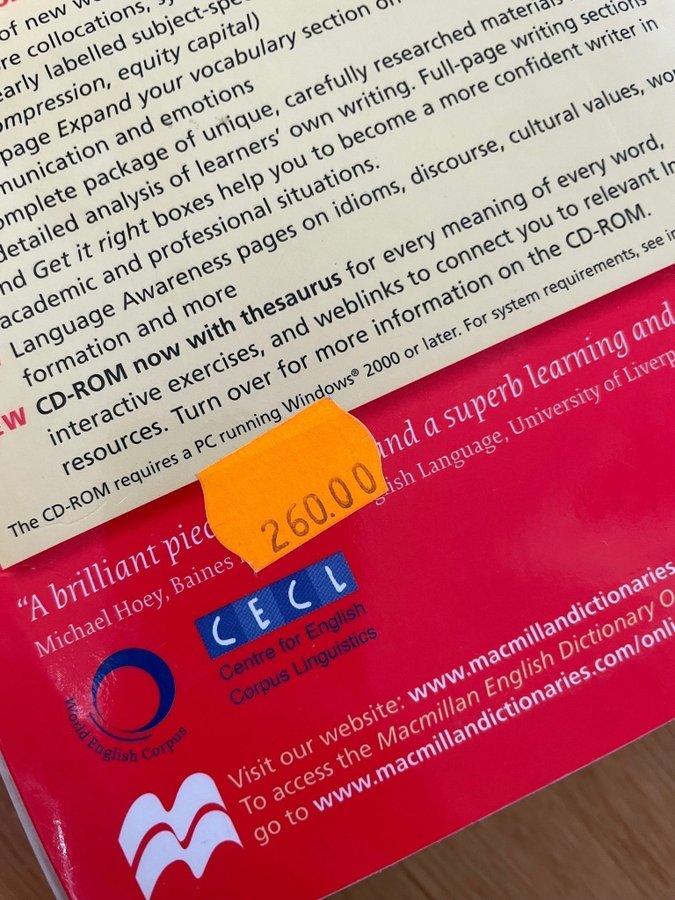 of new
re collocations,
early labelled
ompression, equity capital)
page Expand your vocabulary section on
munication and emotions
omplete package of unique, carefully researched materials
detailed analysis of learners' own writing. Full-page writing sections
nd Get it right boxes help you to become a more confident writer in
academic and professional situations.
Language Awareness pages on idioms, discourse, cultural values,
formation and more
EW CD-ROM now with thesaurus for every meaning of every word,
interactive exercises, and weblinks to connect you to relevant
resources. Turn over for more information on the CD-ROM.
The CD-ROM requires a PC running Windows® 2000 or later. For system requirements, see
260.00
"A brilliant and a superb learning and
Michael Hoey, Baines English Language, University of
CECL
Centre for English
Corpus Linguistics
World English Corpus
Visit our website: www.macmillandictionaries
To access the Macmillan English Dictionary
go to www.macmillandictionaries.com/